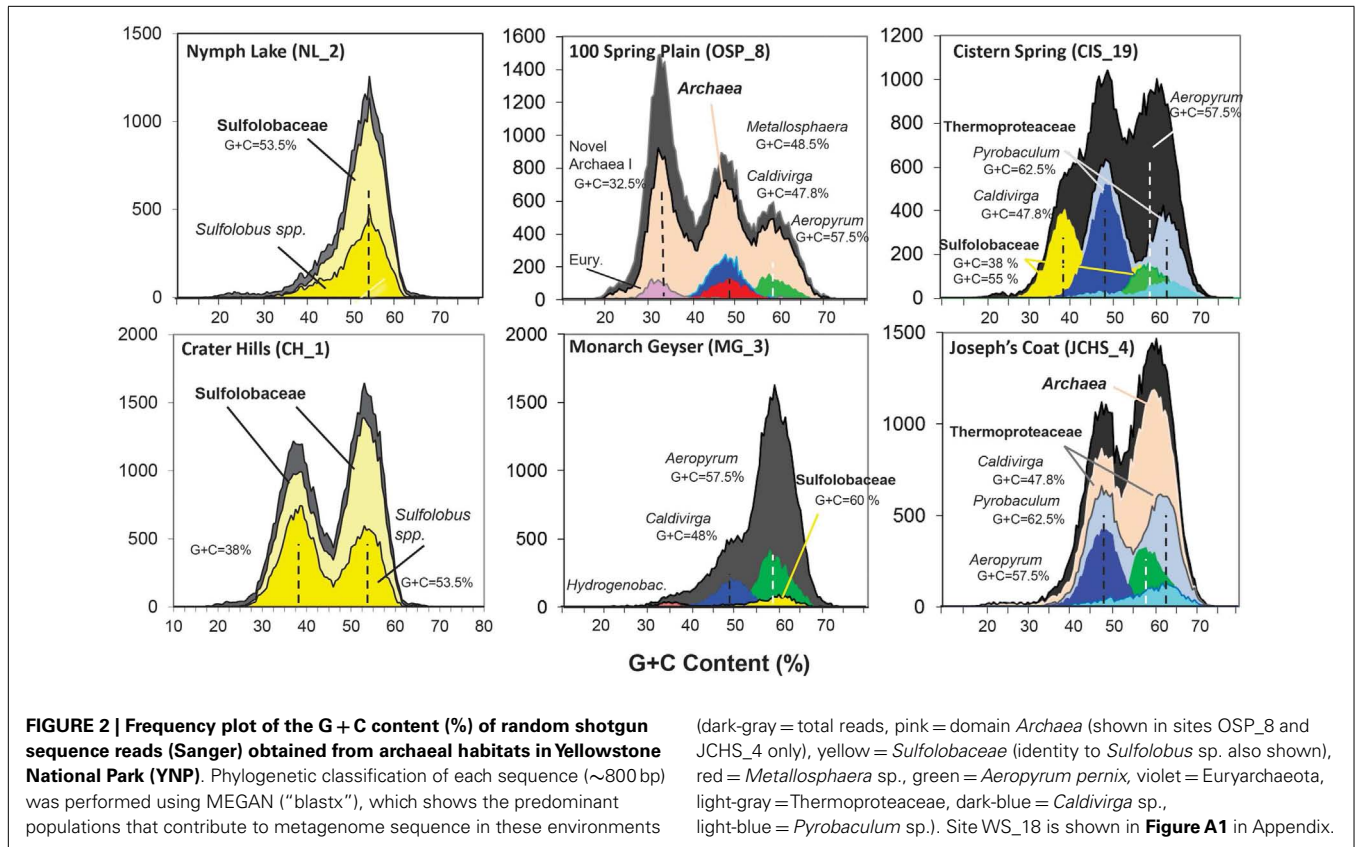 Nymph Lake (NL_2)
1500
1000
500
0
20 30 40 50 60 70
Sulfolobaceae
G+C=53.5%
Sulfolobus spp.
100 Spring Plain (OSP_8)
1600
1400
1200
1000
800
600
400
200
0
20 30 40 50 60 70
Archaea
Novel
Archaea I
G+C=32.5%
Eury.
Metallosphaera
G+C=48.5%
Caldivirga
G+C=47.8%
Aeropyrum
G+C=57.5%
Cistern Spring (CIS_19)
1200
1000
800
600
400
200
0
20 30 40 50 60 70
Aeropyrum
G+C=57.5%
Thermoproteaceae
Pyrobaculum
G+C=62.5%
Caldivirga
G+C=47.8%
Sulfolobaceae
G+C=38 %
G+C=55 %
Crater Hills (CH_1)
2000
1500
1000
500
0
10 20 30 40 50 60 70 80
Sulfolobaceae
Sulfolobus
spp.
G+C=38%
G+C=53.5%
Monarch Geyser (MG_3)
2000
1500
1000
500
0
20 30 40 50 60 70
Aeropyrum
G+C=57.5%
Sulfolobaceae
G+C=60 %
Caldivirga
G+C=48%
Hydrogenobac.
Joseph's Coat (JCHS_4)
1500
1000
500
0
20 30 40 50 60 70
Archaea
Thermoproteaceae
Caldivirga
G+C=47.8%
Pyrobaculum
G+C=62.5%
Aeropyrum
G+C=57.5%
G+C Content (%)
FIGURE 2 | Frequency plot of the G + C content (%) of random shotgun
sequence reads (Sanger) obtained from archaeal habitats in Yellowstone
National Park (YNP). Phylogenetic classification of each sequence (~800 bp)
was performed using MEGAN ("blastx"), which shows the predominant
populations that contribute to metagenome sequence in these environments
(dark-gray = total reads, pink = domain Archaea (shown in sites OSP_8 and
JCHS_4 only), yellow = Sulfolobaceae (identity to Sulfolobus sp. also shown),
red = Metallosphaera sp., green = Aeropyrum pernix, violet = Euryarchaeota,
light-gray = Thermoproteaceae, dark-blue = Caldivirga sp.,
light-blue = Pyrobaculum sp.). Site WS_18 is shown in Figure A1 in Appendix.